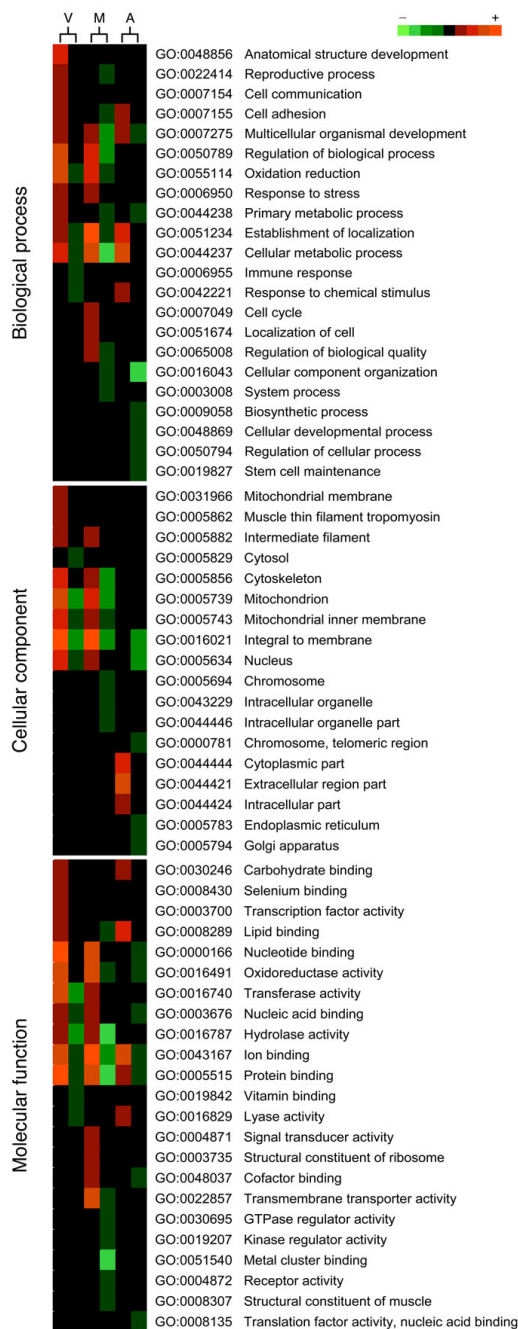 V M A
− +
Biological process
GO:0048856 Anatomical structure development
GO:0022414 Reproductive process
GO:0007154 Cell communication
GO:0007155 Cell adhesion
GO:0007275 Multicellular organismal development
GO:0050789 Regulation of biological process
GO:0055114 Oxidation reduction
GO:0006950 Response to stress
GO:0044238 Primary metabolic process
GO:0051234 Establishment of localization
GO:0044237 Cellular metabolic process
GO:0006955 Immune response
GO:0042221 Response to chemical stimulus
GO:0007049 Cell cycle
GO:0051674 Localization of cell
GO:0065008 Regulation of biological quality
GO:0016043 Cellular component organization
GO:0003008 System process
GO:0009058 Biosynthetic process
GO:0048869 Cellular developmental process
GO:0050794 Regulation of cellular process
GO:0019827 Stem cell maintenance
Cellular component
GO:0031966 Mitochondrial membrane
GO:0005862 Muscle thin filament tropomyosin
GO:0005882 Intermediate filament
GO:0005829 Cytosol
GO:0005856 Cytoskeleton
GO:0005739 Mitochondrion
GO:0005743 Mitochondrial inner membrane
GO:0016021 Integral to membrane
GO:0005634 Nucleus
GO:0005694 Chromosome
GO:0043229 Intracellular organelle
GO:0044446 Intracellular organelle part
GO:0000781 Chromosome, telomeric region
GO:0044444 Cytoplasmic part
GO:0044421 Extracellular region part
GO:0044424 Intracellular part
GO:0005783 Endoplasmic reticulum
GO:0005794 Golgi apparatus
Molecular function
GO:0030246 Carbohydrate binding
GO:0008430 Selenium binding
GO:0003700 Transcription factor activity
GO:0008289 Lipid binding
GO:0000166 Nucleotide binding
GO:0016491 Oxidoreductase activity
GO:0016740 Transferase activity
GO:0003676 Nucleic acid binding
GO:0016787 Hydrolase activity
GO:0043167 Ion binding
GO:0005515 Protein binding
GO:0019842 Vitamin binding
GO:0016829 Lyase activity
GO:0004871 Signal transducer activity
GO:0003735 Structural constituent of ribosome
GO:0048037 Cofactor binding
GO:0022857 Transmembrane transporter activity
GO:0030695 GTPase regulator activity
GO:0019207 Kinase regulator activity
GO:0051540 Metal cluster binding
GO:0004872 Receptor activity
GO:0008307 Structural constituent of muscle
GO:0008135 Translation factor activity, nucleic acid binding